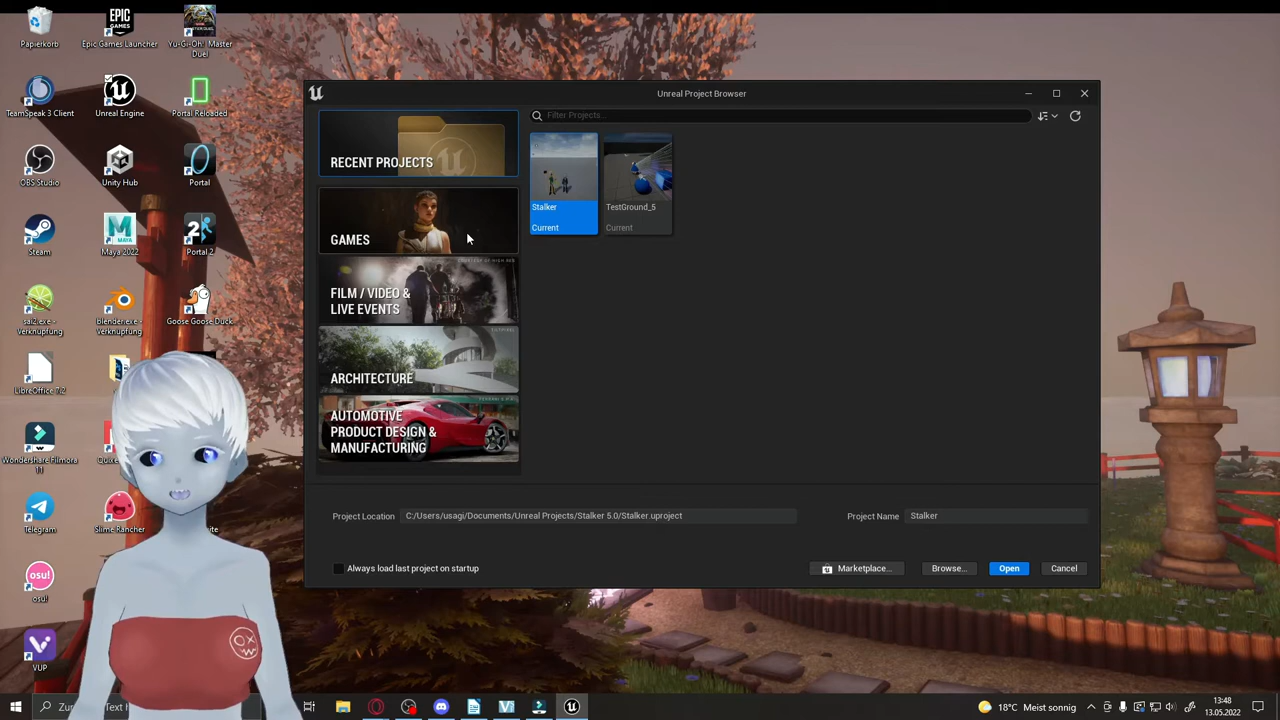 Papierkorb
EPIC
GAMES
Epic Games Launcher
Yu-Gi-Oh! Master
Duel
TeamSpeak 3 Client
Unreal Engine
Portal Reloaded
OBS Studio
Unity Hub
Portal
Steam
Maya 2022
Portal 2
sai2.exe -
Verknüpfung
blender.exe -
Verknüpfung
Goose Goose Duck
LibreOffice 7.2
Wondershare Filmora
11
Telegram
Slime Rancher
osu!
osu!
VUP
Unreal Project Browser
Filter Projects...
RECENT PROJECTS
GAMES
FILM / VIDEO &
LIVE EVENTS
ARCHITECTURE
AUTOMOTIVE
PRODUCT DESIGN &
MANUFACTURING
Stalker
Current
TestGround_5
Current
Project Location
C:/Users/usagi/Documents/Unreal Projects/Stalker 5.0/Stalker.uproject
Project Name
Stalker
Always load last project on startup
Marketplace...
Browse...
Open
Cancel
18°C Meist sonnig
13:48
13.05.2022